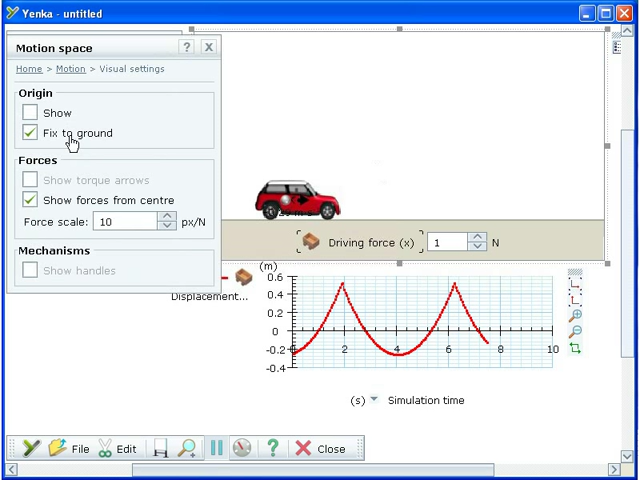 Yenka - untitled
Motion space
?
Home > Motion > Visual settings
Origin
Show
Fix to ground
Forces
Show torque arrows
Show forces from centre
Force scale: 10 px/N
Mechanisms
Show handles
Driving force (x) 1 N
(m)
Displacement...
0.6
0.4
0.2
0
-0.2
-0.4
0 2 4 6 8 10
(s) Simulation time
File Edit ? Close